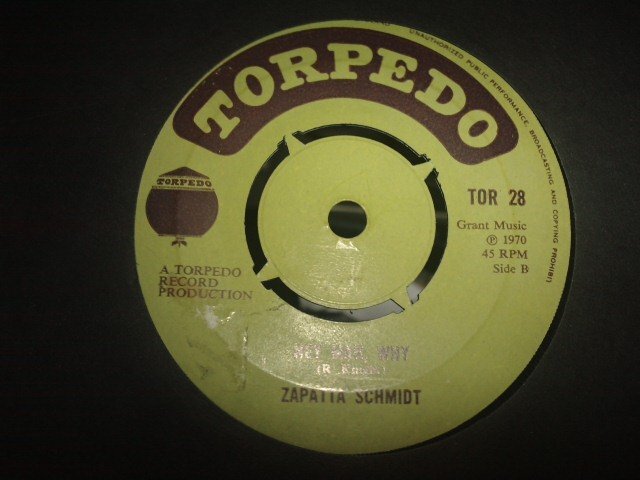 UNAUTHORIZED PUBLIC PERFORMANCE, BROADCASTING AND COPYING PROHIBITED
TORPEDO
TORPEDO
TOR 28
Grant Music
℗ 1970
45 RPM
Side B
A TORPEDO
RECORD
PRODUCTION
WHY
(R.
ZAPATTA SCHMIDT